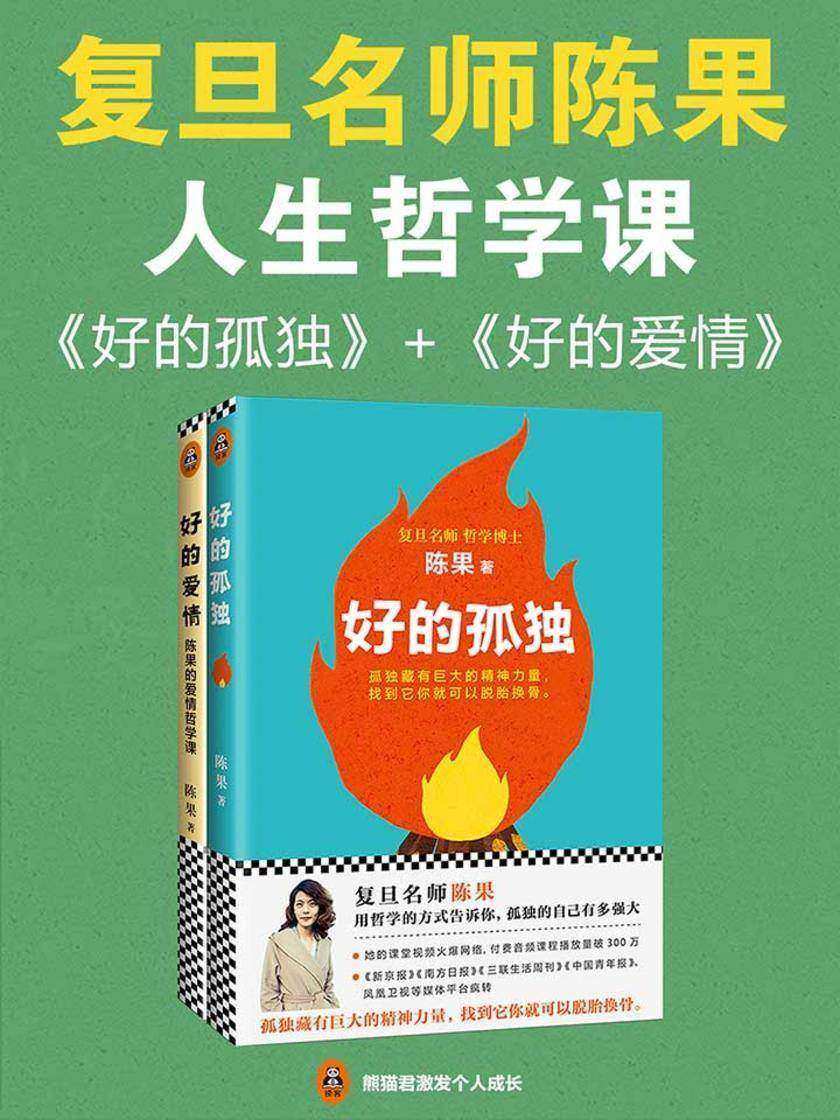 复旦名师陈果
人生哲学课
《好的孤独》+《好的爱情》
读客
好的爱情
陈果的爱情哲学课
陈果 著
读客
好的孤独
陈果 著
复旦名师 哲学博士
陈果 著
好的孤独
孤独藏有巨大的精神力量，
找到它你就可以脱胎换骨。
复旦名师陈果
用哲学的方式告诉你，孤独的自己有多强大
她的课堂视频火爆网络，付费音频课程播放量破300万
《新京报》《南方日报》《三联生活周刊》《中国青年报》、
凤凰卫视等媒体平台疯转
孤独藏有巨大的精神力量，找到它你就可以脱胎换骨。
读客
熊猫君激发个人成长